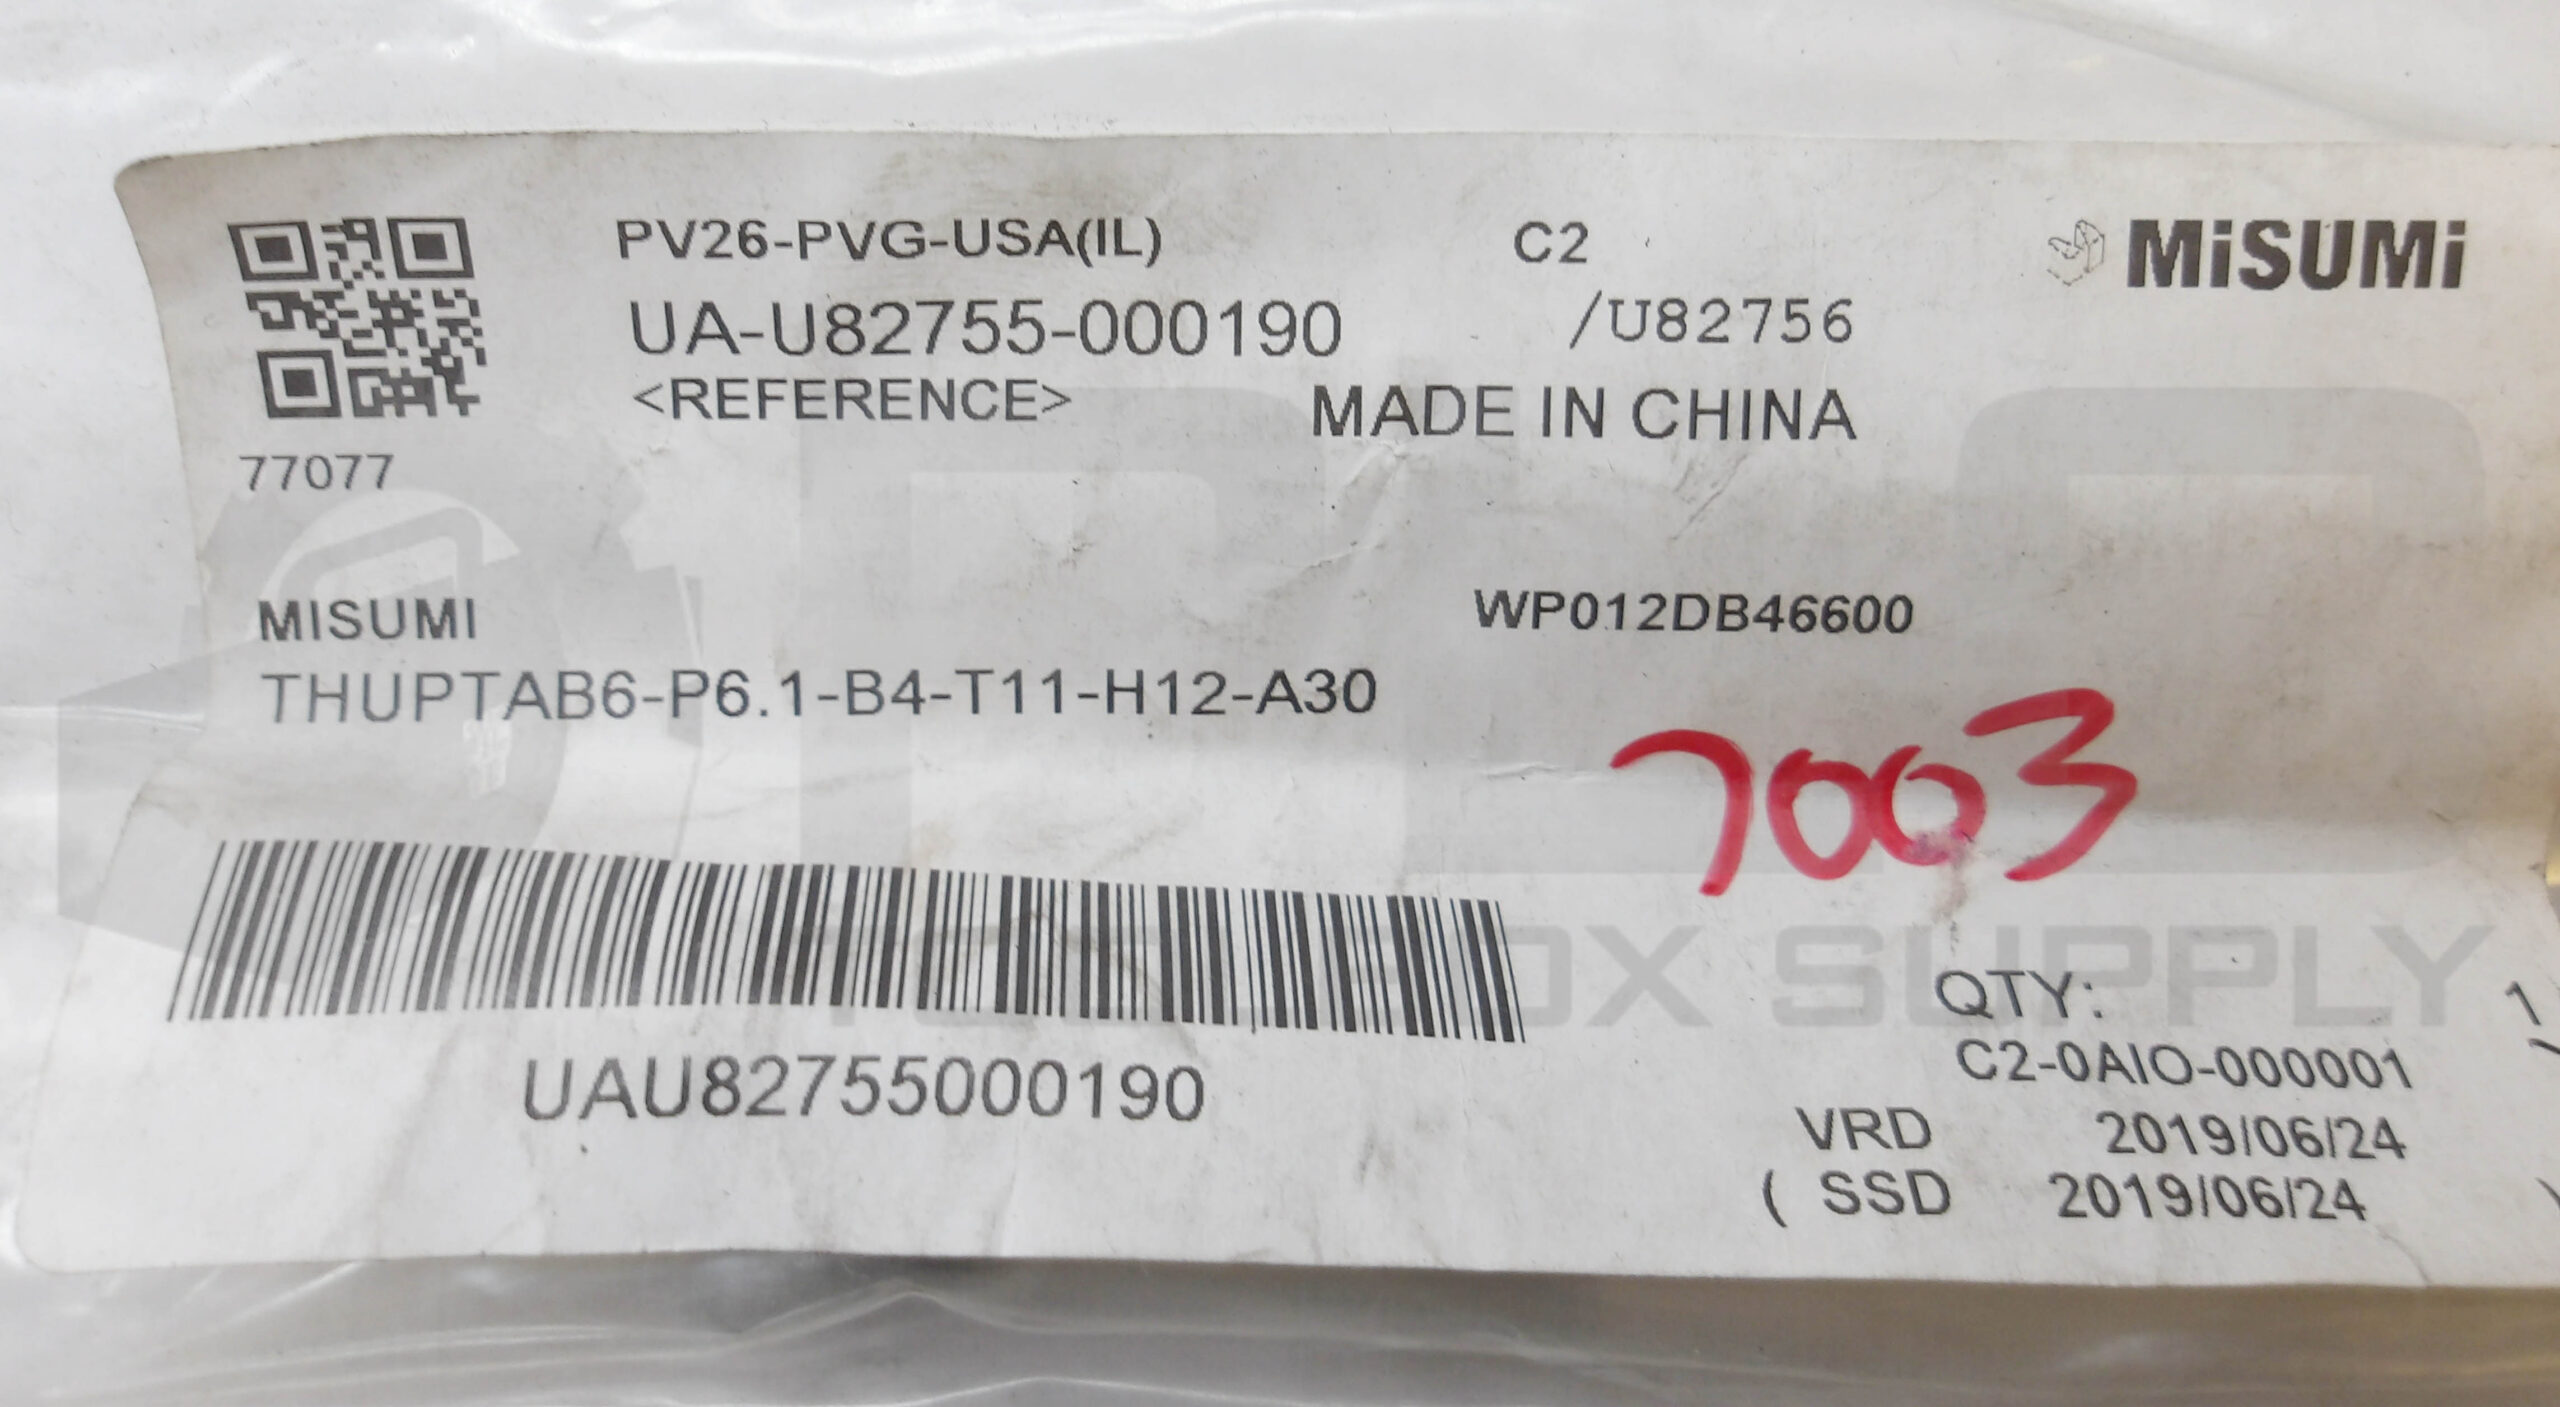 PV26-PVG-USA(IL) C2 MiSUMi
UA-U82755-000190 /U82756
<REFERENCE> MADE IN CHINA
77077
MISUMI WP012DB46600
THUPTAB6-P6.1-B4-T11-H12-A30
7003
UAU82755000190
QTY: 1
C2-0AIO-000001
VRD 2019/06/24
( SSD 2019/06/24 )
SUPPLY